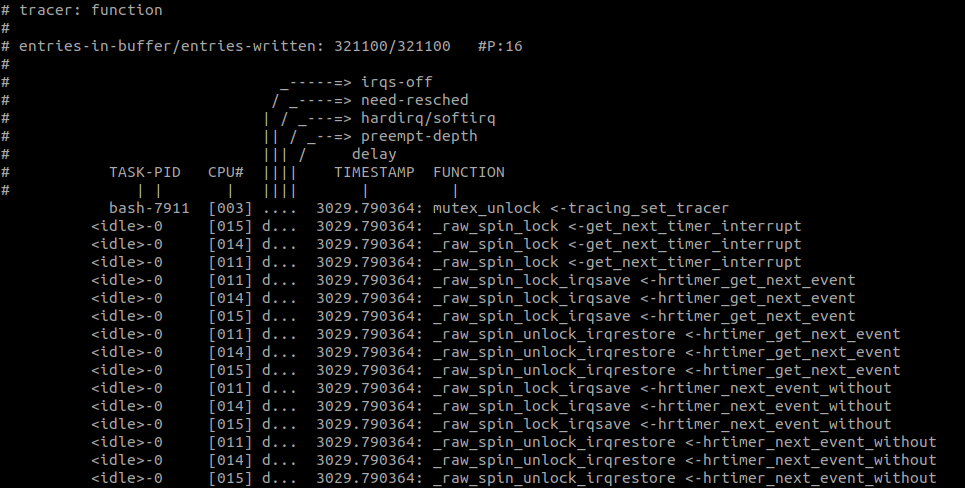 # tracer: function
#
# entries-in-buffer/entries-written: 321100/321100   #P:16
#
#                              _-----=> irqs-off
#                             / _----=> need-resched
#                            | / _---=> hardirq/softirq
#                            || / _--=> preempt-depth
#                            ||| /     delay
#           TASK-PID   CPU#  ||||    TIMESTAMP  FUNCTION
#              | |       |   ||||       |         |
            bash-7911  [003] ....  3029.790364: mutex_unlock <-tracing_set_tracer
          <idle>-0     [015] d...  3029.790364: _raw_spin_lock <-get_next_timer_interrupt
          <idle>-0     [014] d...  3029.790364: _raw_spin_lock <-get_next_timer_interrupt
          <idle>-0     [011] d...  3029.790364: _raw_spin_lock <-get_next_timer_interrupt
          <idle>-0     [011] d...  3029.790364: _raw_spin_lock_irqsave <-hrtimer_get_next_event
          <idle>-0     [014] d...  3029.790364: _raw_spin_lock_irqsave <-hrtimer_get_next_event
          <idle>-0     [015] d...  3029.790364: _raw_spin_lock_irqsave <-hrtimer_get_next_event
          <idle>-0     [011] d...  3029.790364: _raw_spin_unlock_irqrestore <-hrtimer_get_next_event
          <idle>-0     [014] d...  3029.790364: _raw_spin_unlock_irqrestore <-hrtimer_get_next_event
          <idle>-0     [015] d...  3029.790364: _raw_spin_unlock_irqrestore <-hrtimer_get_next_event
          <idle>-0     [011] d...  3029.790364: _raw_spin_lock_irqsave <-hrtimer_next_event_without
          <idle>-0     [014] d...  3029.790364: _raw_spin_lock_irqsave <-hrtimer_next_event_without
          <idle>-0     [015] d...  3029.790364: _raw_spin_lock_irqsave <-hrtimer_next_event_without
          <idle>-0     [011] d...  3029.790364: _raw_spin_unlock_irqrestore <-hrtimer_next_event_without
          <idle>-0     [014] d...  3029.790364: _raw_spin_unlock_irqrestore <-hrtimer_next_event_without
          <idle>-0     [015] d...  3029.790364: _raw_spin_unlock_irqrestore <-hrtimer_next_event_without